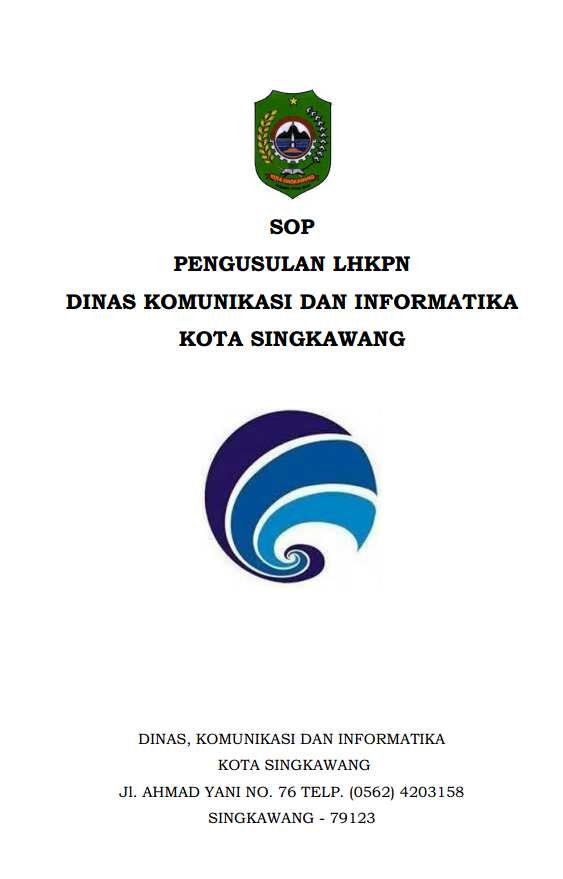 SOP
PENGUSULAN LHKPN
DINAS KOMUNIKASI DAN INFORMATIKA
KOTA SINGKAWANG
DINAS, KOMUNIKASI DAN INFORMATIKA
KOTA SINGKAWANG
Jl. AHMAD YANI NO. 76 TELP. (0562) 4203158
SINGKAWANG - 79123